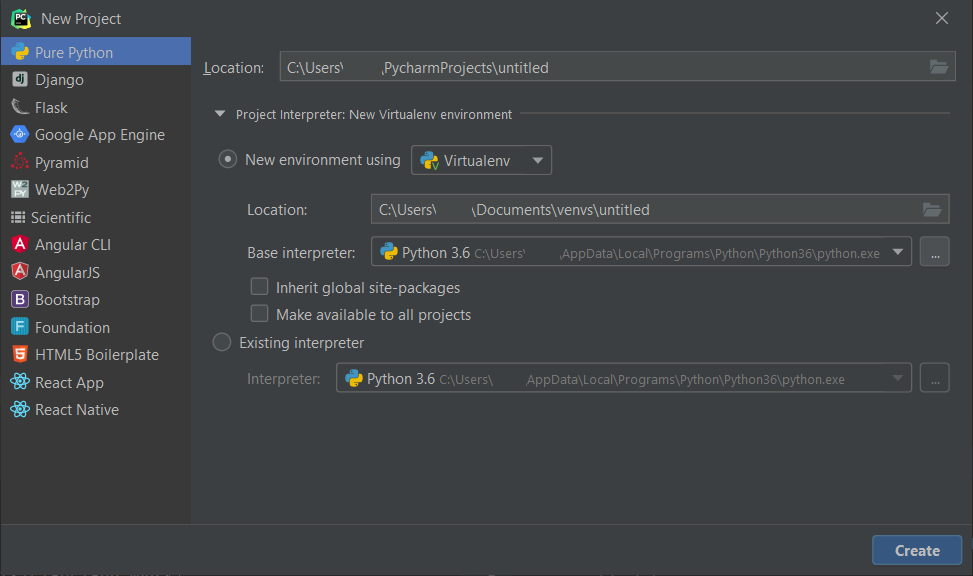 New Project
Pure Python
Django
Flask
Google App Engine
Pyramid
Web2Py
Scientific
Angular CLI
AngularJS
Bootstrap
Foundation
HTML5 Boilerplate
React App
React Native
Location: C:\Users\ \PycharmProjects\untitled
Project Interpreter: New Virtualenv environment
New environment using Virtualenv
Location: C:\Users\ \Documents\venvs\untitled
Base interpreter: Python 3.6 C:\Users\ \AppData\Local\Programs\Python\Python36\python.exe ...
Inherit global site-packages
Make available to all projects
Existing interpreter
Interpreter: Python 3.6 C:\Users\ AppData\Local\Programs\Python\Python36\python.exe ...
Create